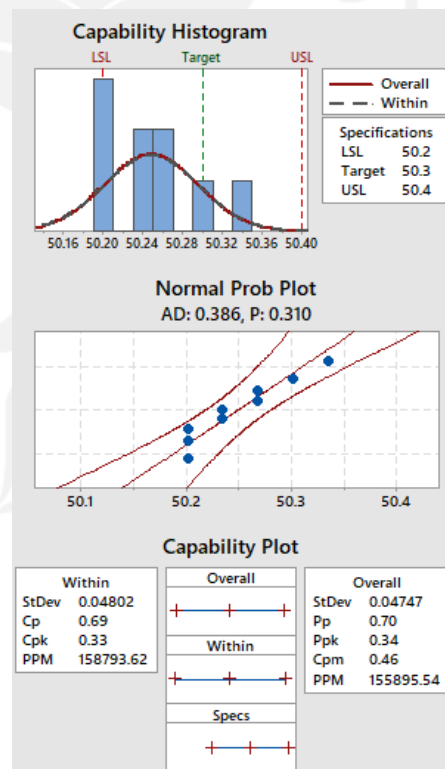 Capability Histogram
LSL Target USL
Overall
Within
Specifications
LSL 50.2
Target 50.3
USL 50.4
50.16 50.20 50.24 50.28 50.32 50.36 50.40
Normal Prob Plot
AD: 0.386, P: 0.310
50.1 50.2 50.3 50.4
Capability Plot
Within
StDev 0.04802
Cp 0.69
Cpk 0.33
PPM 158793.62
Overall
Within
Specs
Overall
StDev 0.04747
Pp 0.70
Ppk 0.34
Cpm 0.46
PPM 155895.54